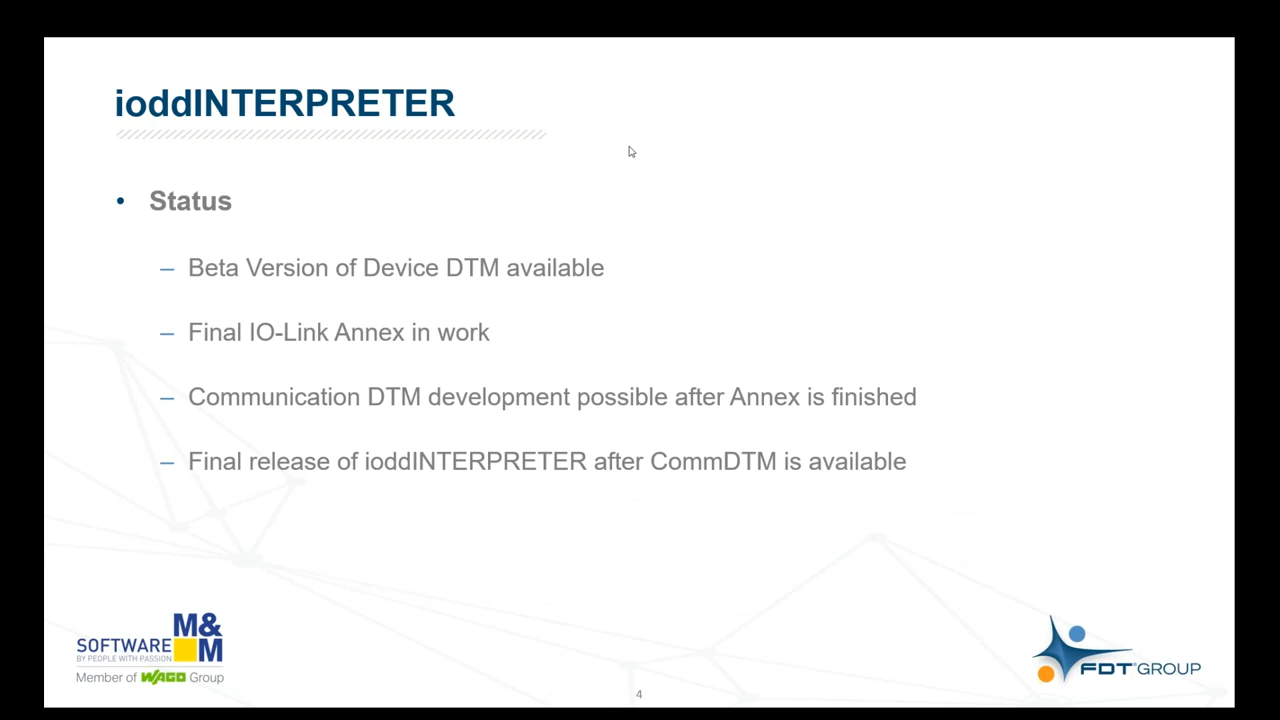 ioddINTERPRETER
• Status
– Beta Version of Device DTM available
– Final IO-Link Annex in work
– Communication DTM development possible after Annex is finished
– Final release of ioddINTERPRETER after CommDTM is available
M&
SOFTWARE M
BY PEOPLE WITH PASSION
Member of WAGO Group
FDT GROUP
4